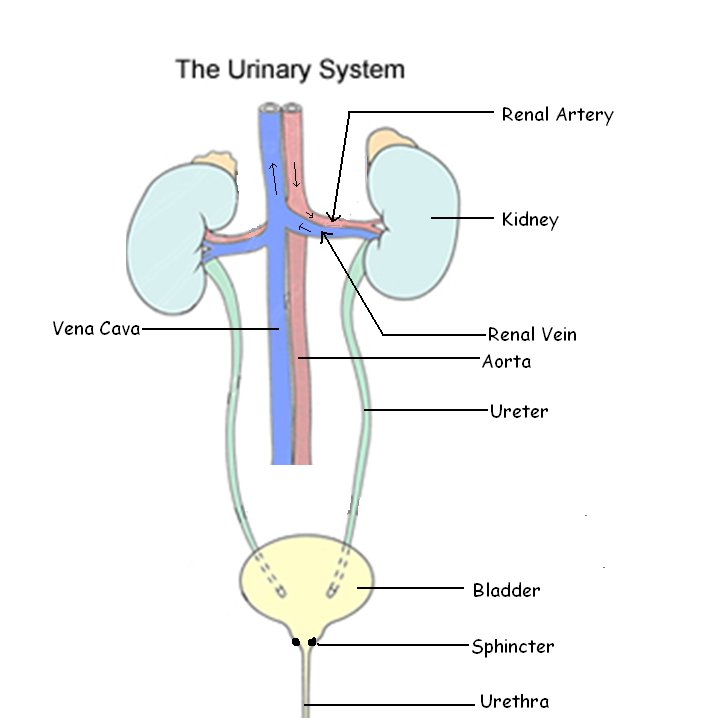 The Urinary System
Renal Artery
Kidney
Vena Cava
Renal Vein
Aorta
Ureter
Bladder
Sphincter
Urethra